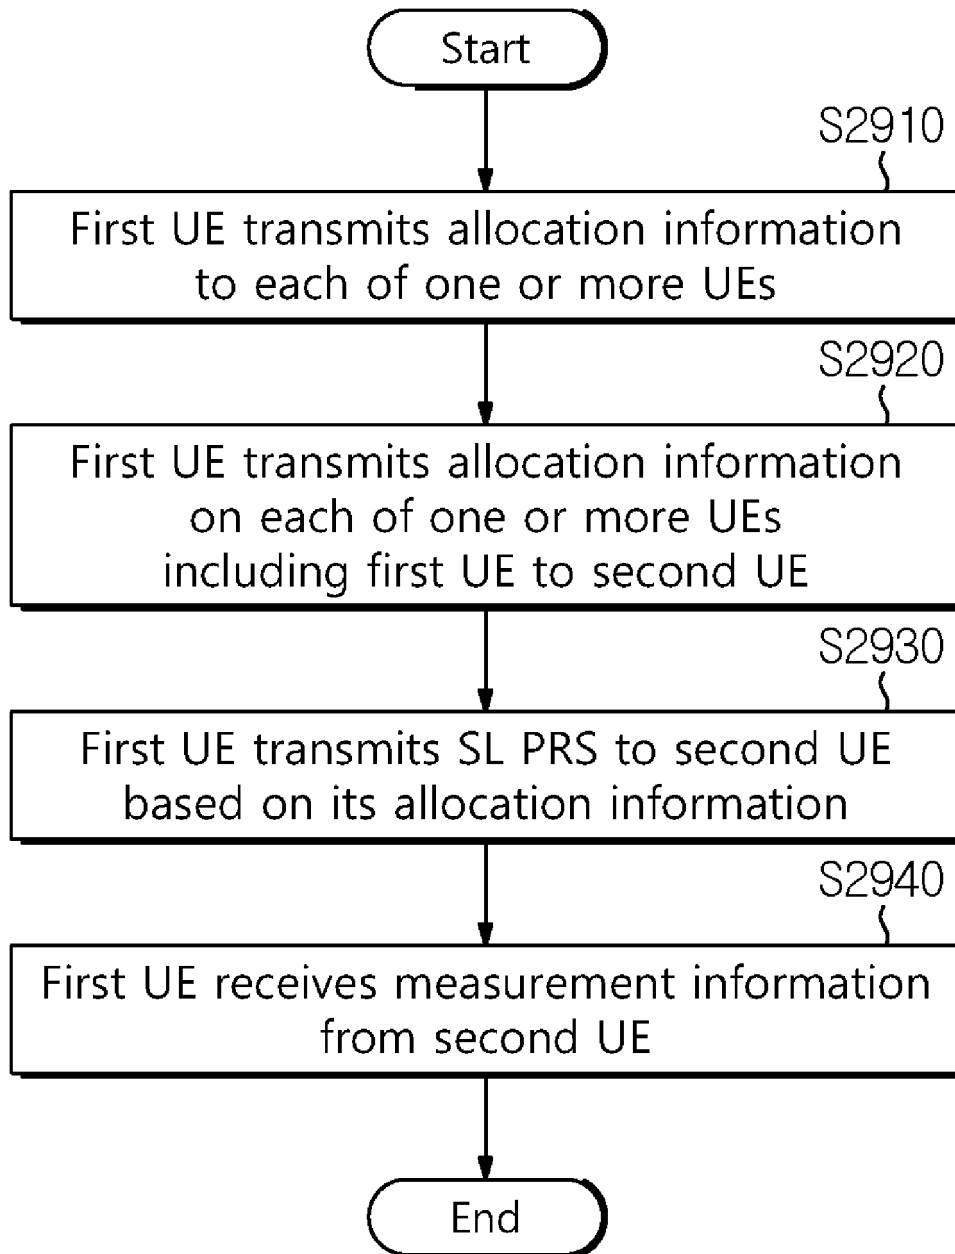 Start
S2910
First UE transmits allocation information
to each of one or more UEs
S2920
First UE transmits allocation information
on each of one or more UEs
including first UE to second UE
S2930
First UE transmits SL PRS to second UE
based on its allocation information
S2940
First UE receives measurement information
from second UE
End